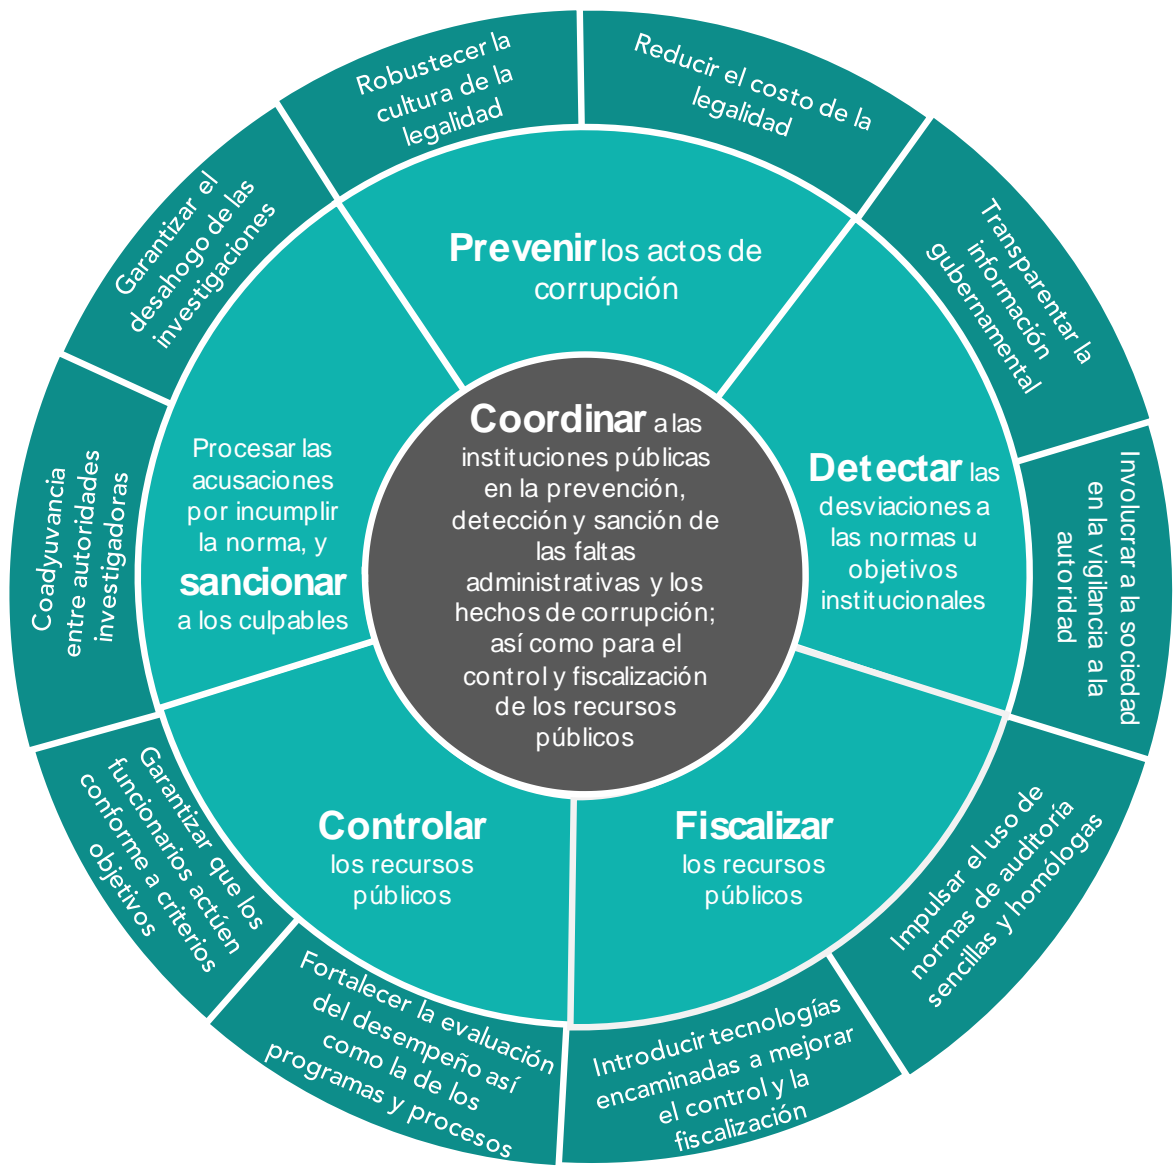 Coordinar a las
instituciones públicas
en la prevención,
detección y sanción de
las faltas
administrativas y los
hechos de corrupción;
así como para el
control y fiscalización
de los recursos
públicos
Prevenir los actos de
corrupción
Detectar las
desviaciones a
las normas u
objetivos
institucionales
Fiscalizar
los recursos
públicos
Controlar
los recursos
públicos
Procesar las
acusaciones
por incumplir
la norma, y
sancionar
a los culpables
Robustecer la
cultura de la
legalidad
Reducir el costo de la
legalidad
Transparentar la
información
gubernamental
Involucrar a la sociedad
en la vigilancia a la
autoridad
Impulsar el uso de
normas de auditoría
sencillas y homólogas
Introducir tecnologías
encaminadas a mejorar
el control y la
fiscalización
Fortalecer la evaluación
del desempeño así
como la de los
programas y procesos
Garantizar que los
funcionarios actúen
conforme a criterios
objetivos
Coadyuvancia
entre autoridades
investigadoras
Garantizar el
desahogo de las
investigaciones